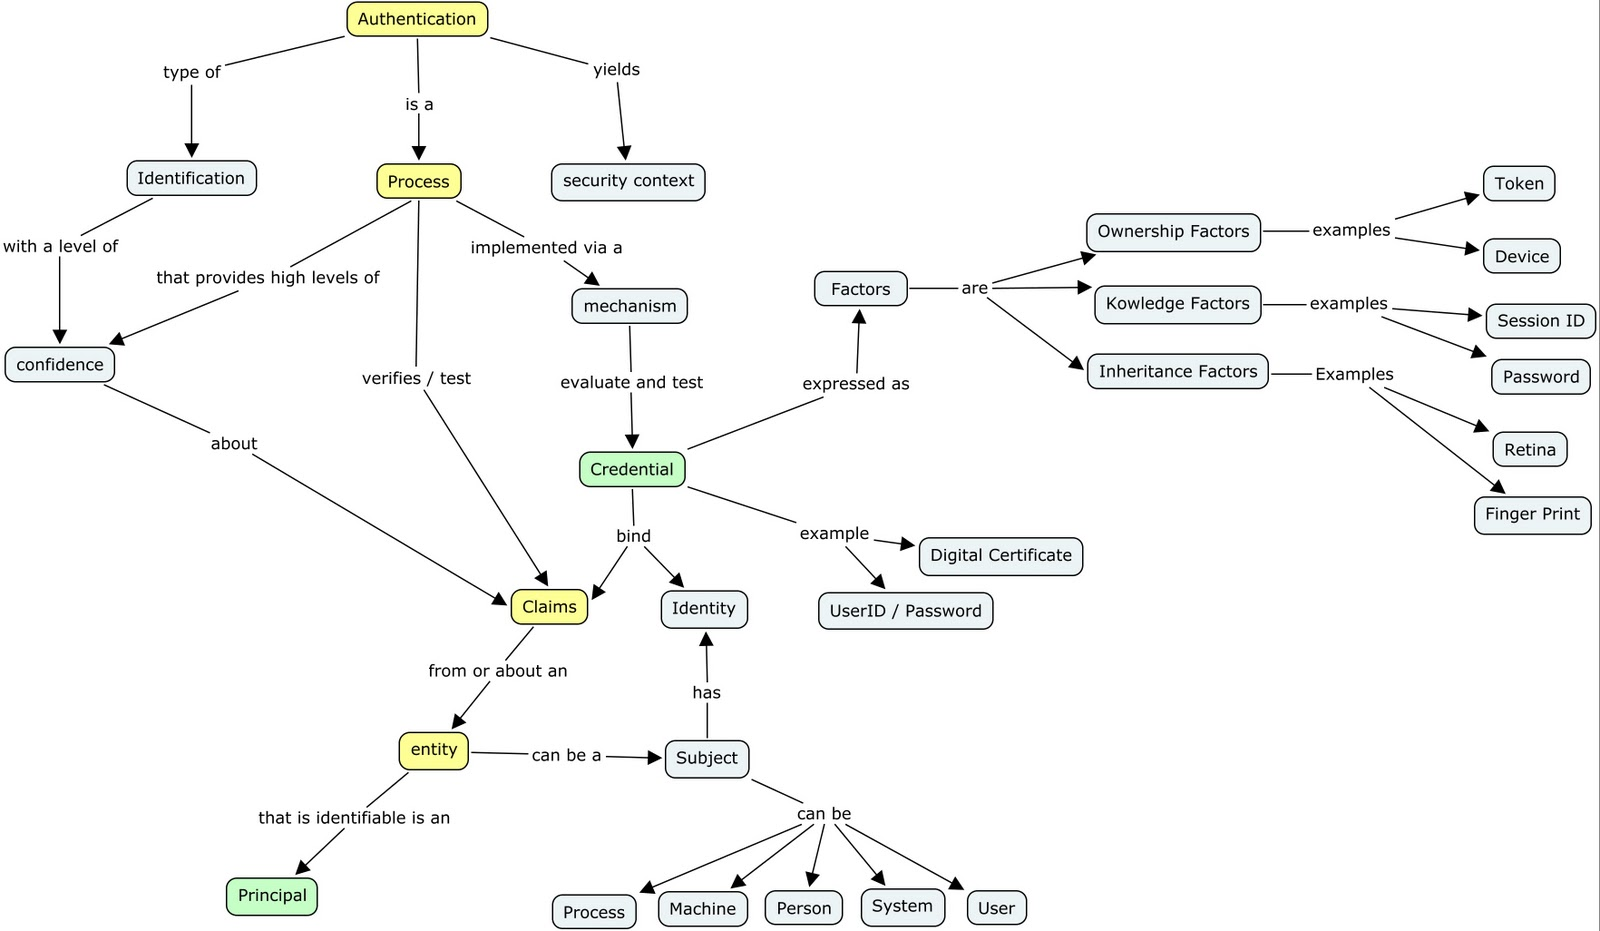 Authentication
type of
yields
is a
Identification
Process
security context
Token
Ownership Factors
examples
with a level of
implemented via a
Device
that provides high levels of
Factors
are
mechanism
Kowledge Factors
examples
Session ID
confidence
verifies / test
evaluate and test
expressed as
Inheritance Factors
Examples
Password
about
Credential
Retina
Finger Print
bind
example
Digital Certificate
Claims
Identity
UserID / Password
from or about an
has
entity
can be a
Subject
that is identifiable is an
can be
Principal
Process
Machine
Person
System
User